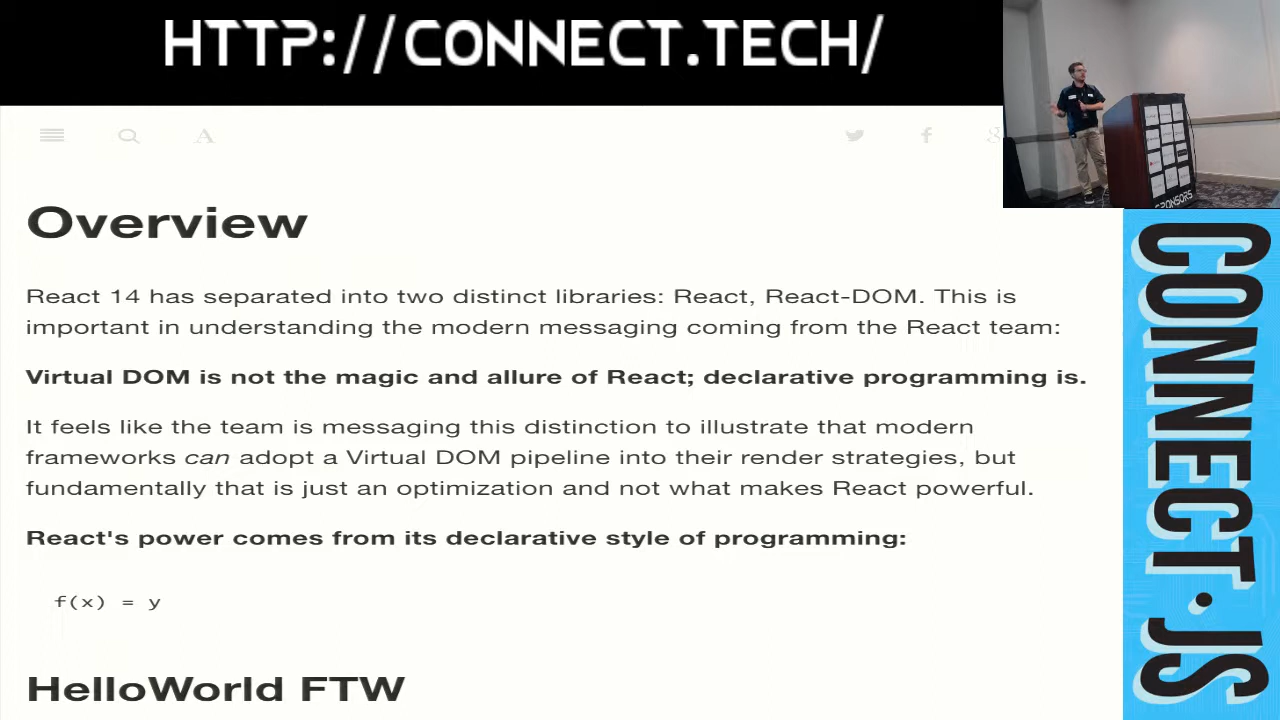 HTTP://CONNECT.TECH/
A
Overview
React 14 has separated into two distinct libraries: React, React-DOM. This is
important in understanding the modern messaging coming from the React team:
Virtual DOM is not the magic and allure of React; declarative programming is.
It feels like the team is messaging this distinction to illustrate that modern
frameworks can adopt a Virtual DOM pipeline into their render strategies, but
fundamentally that is just an optimization and not what makes React powerful.
React's power comes from its declarative style of programming:
f(x) = y
HelloWorld FTW
SPONSORS
CONNECT.JS